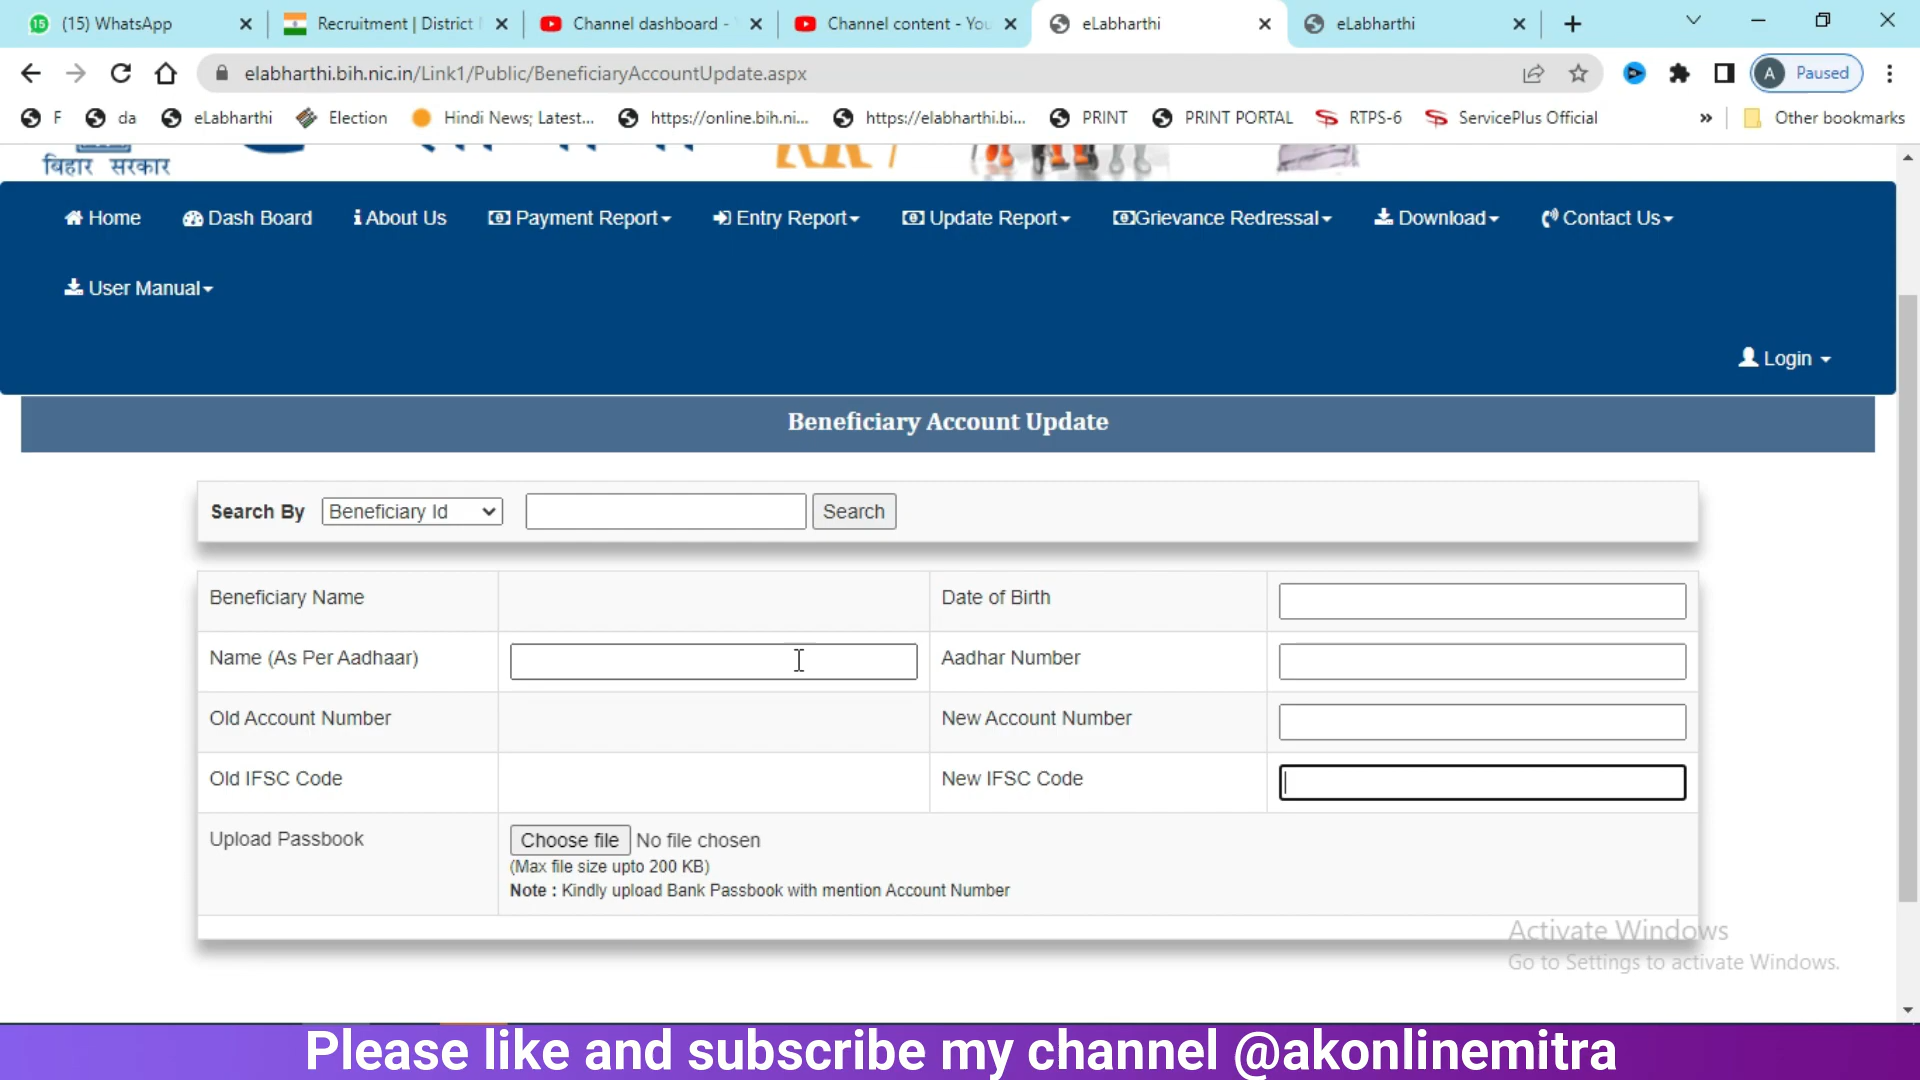 (15) WhatsApp
Recruitment | District
Channel dashboard -
Channel content - You
eLabharthi
eLabharthi
elabharthi.bih.nic.in/Link1/Public/BeneficiaryAccountUpdate.aspx
A Paused
F
da
eLabharthi
Election
Hindi News; Latest...
https://online.bih.ni...
https://elabharthi.bi...
PRINT
PRINT PORTAL
RTPS-6
ServicePlus Official
»
Other bookmarks
बिहार सरकार
Home
Dash Board
About Us
Payment Report
Entry Report
Update Report
Grievance Redressal
Download
Contact Us
User Manual
Login
Beneficiary Account Update
Search By Beneficiary Id Search
Beneficiary Name Date of Birth
Name (As Per Aadhaar) Aadhar Number
Old Account Number New Account Number
Old IFSC Code New IFSC Code
Upload Passbook Choose file No file chosen
(Max file size upto 200 KB)
Note : Kindly upload Bank Passbook with mention Account Number
Activate Windows
Go to Settings to activate Windows.
Please like and subscribe my channel @akonlinemitra